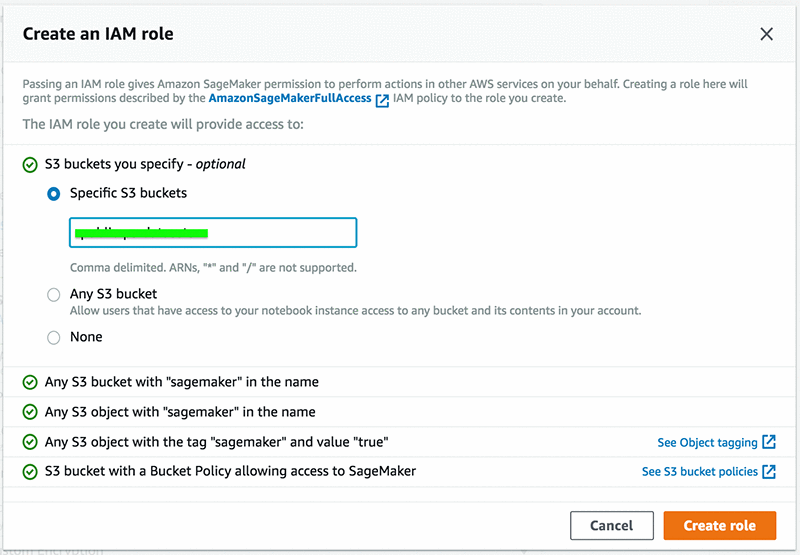 Create an IAM role
Passing an IAM role gives Amazon SageMaker permission to perform actions in other AWS services on your behalf. Creating a role here will
grant permissions described by the AmazonSageMakerFullAccess IAM policy to the role you create.
The IAM role you create will provide access to:
S3 buckets you specify - optional
Specific S3 buckets
Comma delimited. ARNs, "*" and "/" are not supported.
Any S3 bucket
Allow users that have access to your notebook instance access to any bucket and its contents in your account.
None
Any S3 bucket with "sagemaker" in the name
Any S3 object with "sagemaker" in the name
Any S3 object with the tag "sagemaker" and value "true" See Object tagging
S3 bucket with a Bucket Policy allowing access to SageMaker See S3 bucket policies
Cancel Create role